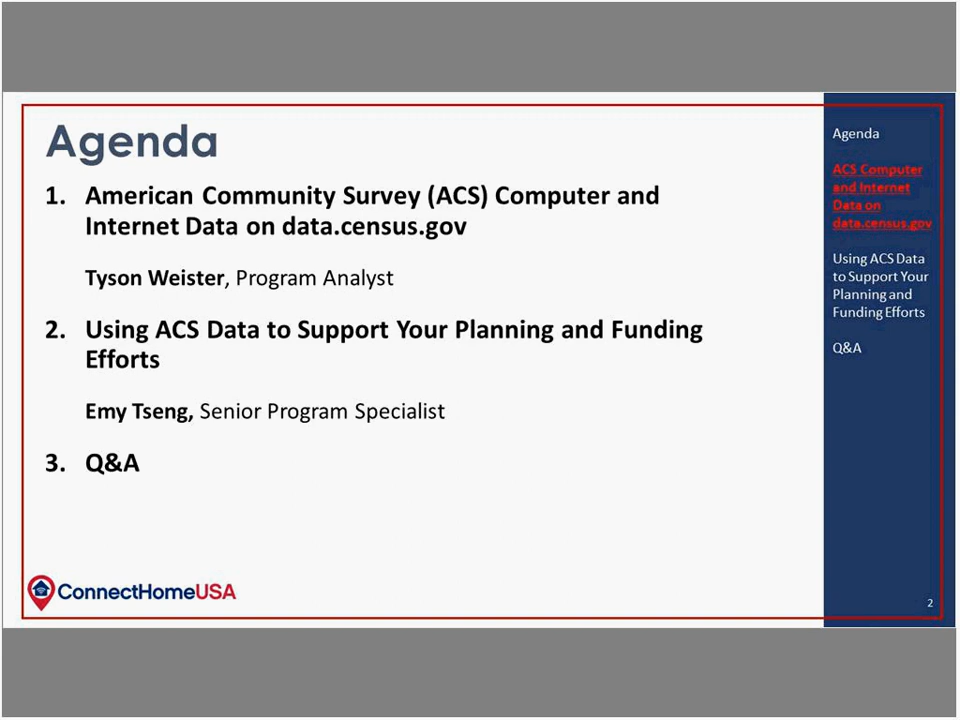 Agenda
1. American Community Survey (ACS) Computer and
Internet Data on data.census.gov
Tyson Weister, Program Analyst
2. Using ACS Data to Support Your Planning and Funding
Efforts
Emy Tseng, Senior Program Specialist
3. Q&A
ConnectHomeUSA
Agenda
ACS Computer
and Internet
Data on
data.census.gov
Using ACS Data
to Support Your
Planning and
Funding Efforts
Q&A
2